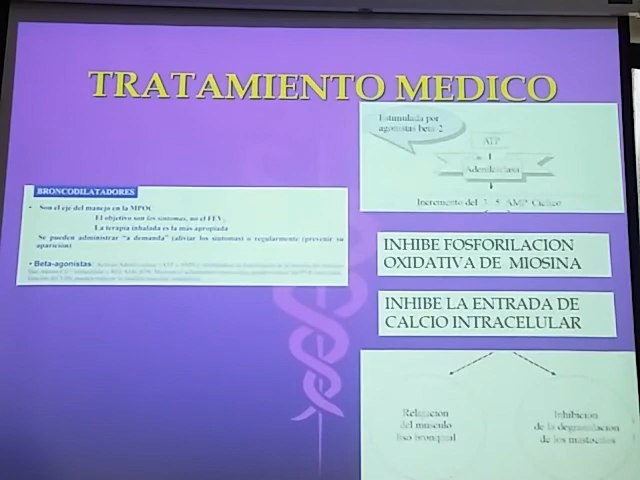 TRATAMIENTO MEDICO
BRONCODILATADORES
• Son el eje del manejo en la MPOC
El objetivo son los síntomas, no el FEV
La terapia inhalada es la más apropiada
Se pueden administrar "a demanda" (aliviar los síntomas) o regularmente (prevenir su
aparición)
• Beta-agonistas
Estimulada por
agonistas beta 2
ATP
Adenilciclasa
Incremento del 3 5 AMP Cíclico
INHIBE FOSFORILACION
OXIDATIVA DE MIOSINA
INHIBE LA ENTRADA DE
CALCIO INTRACELULAR
Relajación
del musculo
liso bronquial
Inhibición
de la degranulación
de los mastocitos